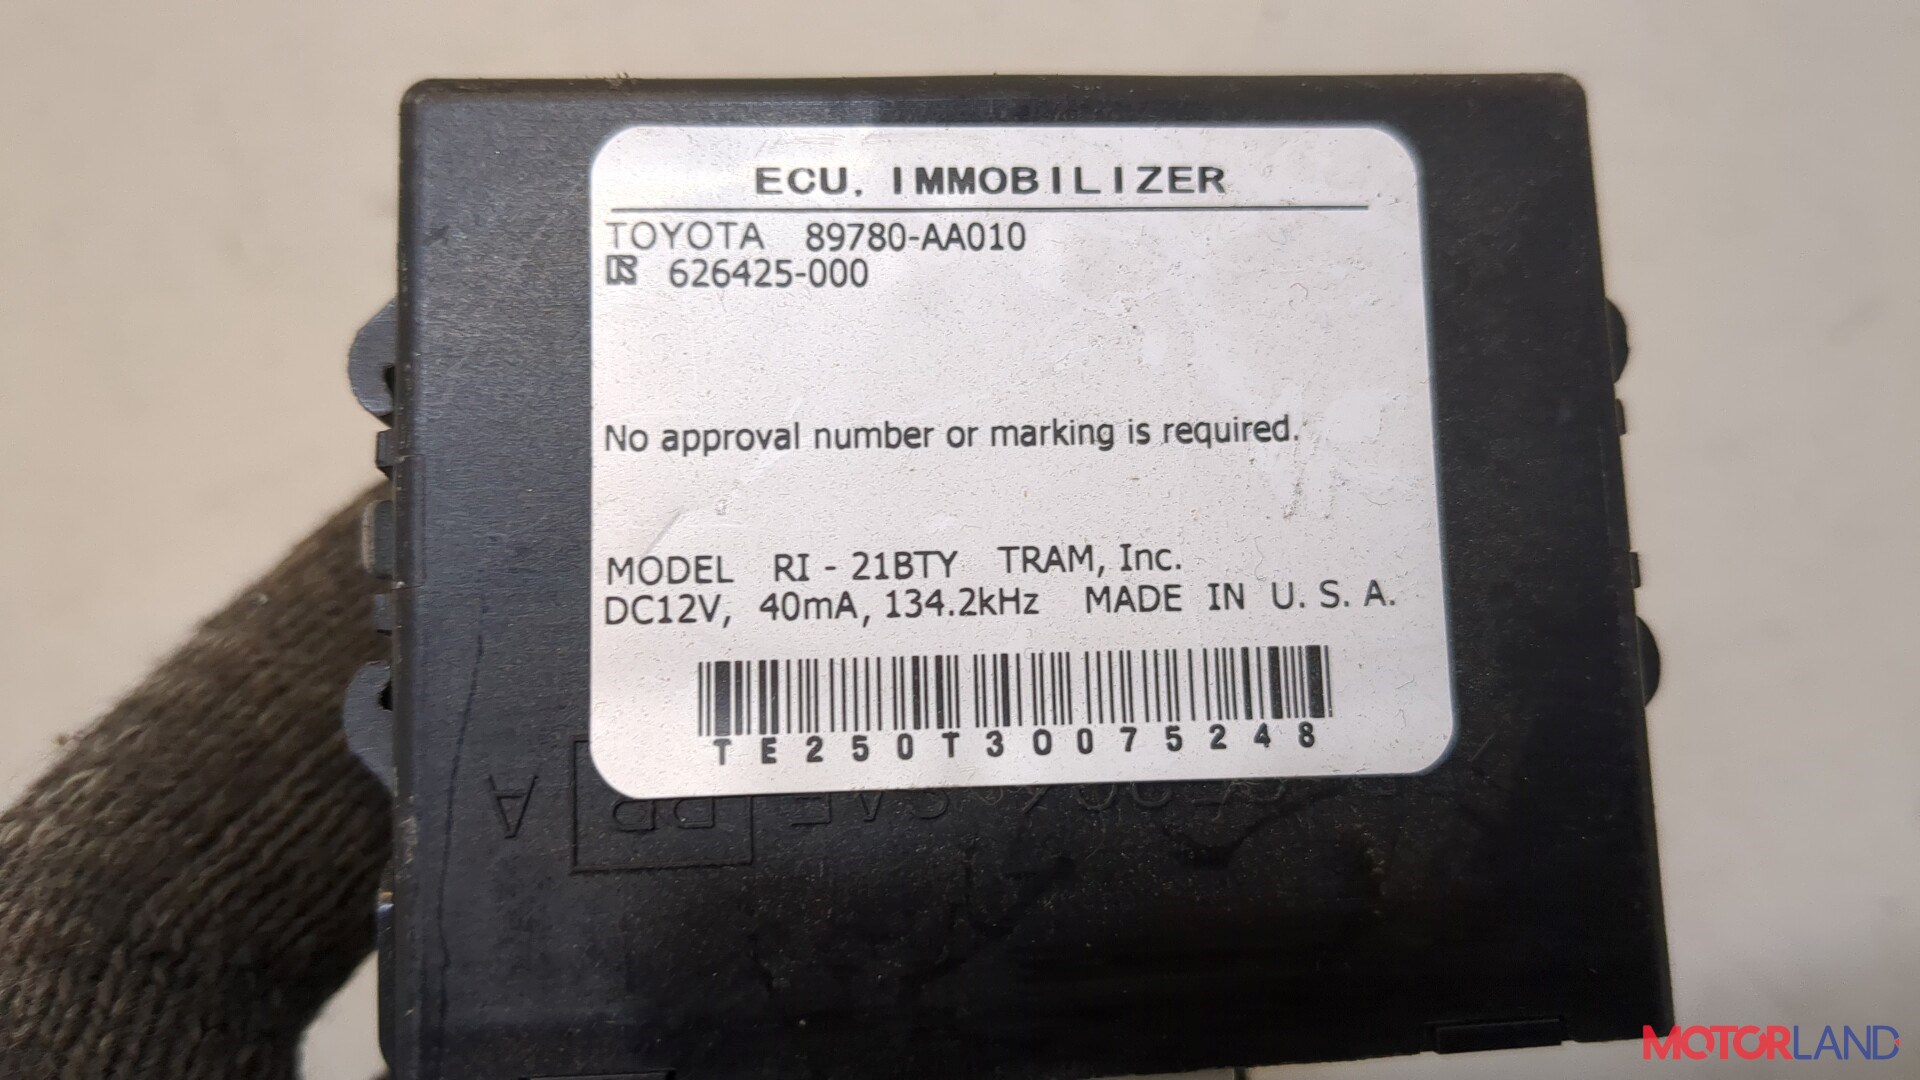 ECU, IMMOBILIZER
TOYOTA 89780-AA010
626425-000
No approval number or marking is required.
MODEL RI - 21BTY TRAM, Inc.
DC12V, 40mA, 134.2kHz MADE IN U. S. A.
TE250T30075248
A
MOTORLAND